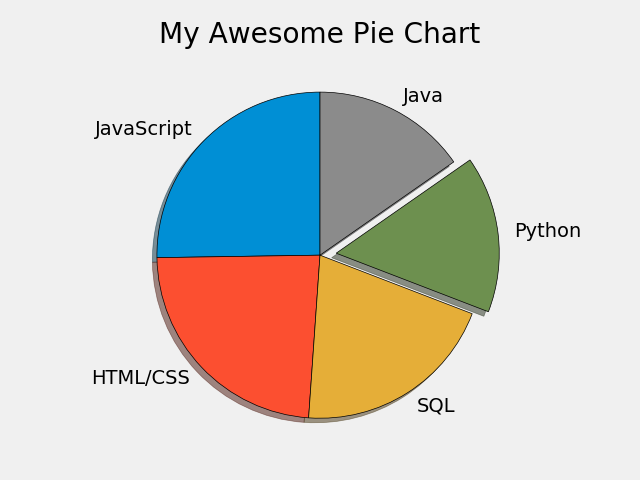 My Awesome Pie Chart
Java
JavaScript
Python
HTML/CSS
SQL